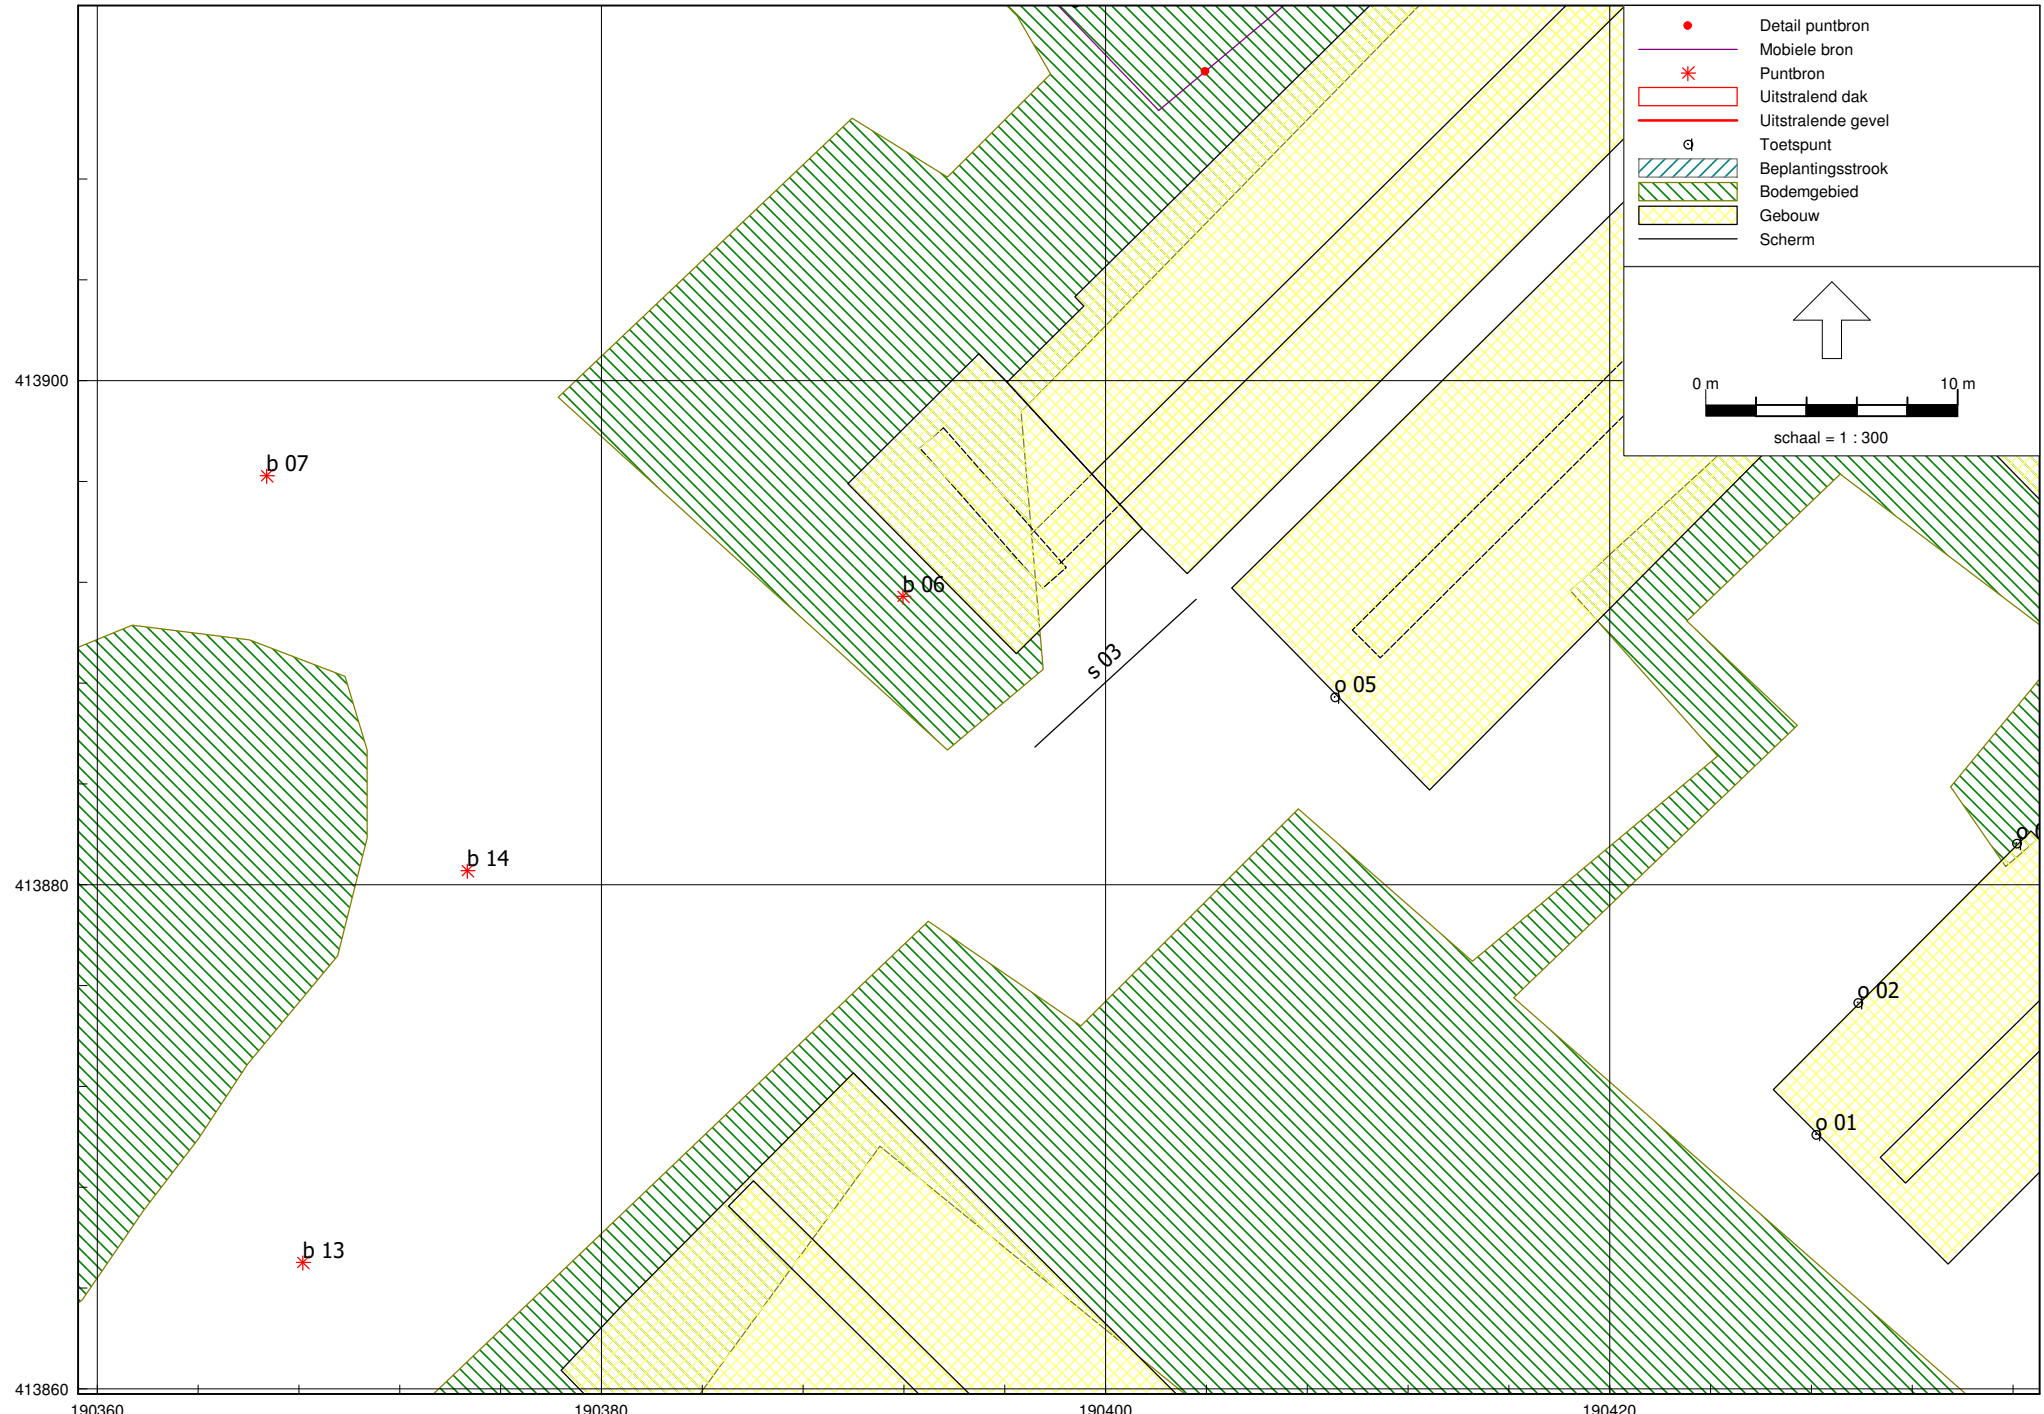 Detail puntbron
Mobiele bron
Puntbron
Uitstralend dak
Uitstralende gevel
Toetspunt
Beplantingsstrook
Bodemgebied
Gebouw
Scherm
0 m 10 m
schaal = 1 : 300
413900
b 07
b 06
s 03
o 05
b 14
413880
o 02
o 01
b 13
413860
190360 190380 190400 190420